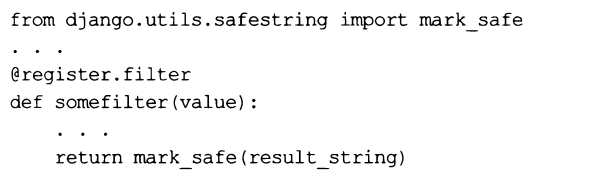 from django.utils.safestring import mark_safe
. . .
@register.filter
def somefilter(value):
    . . .
    return mark_safe(result_string)